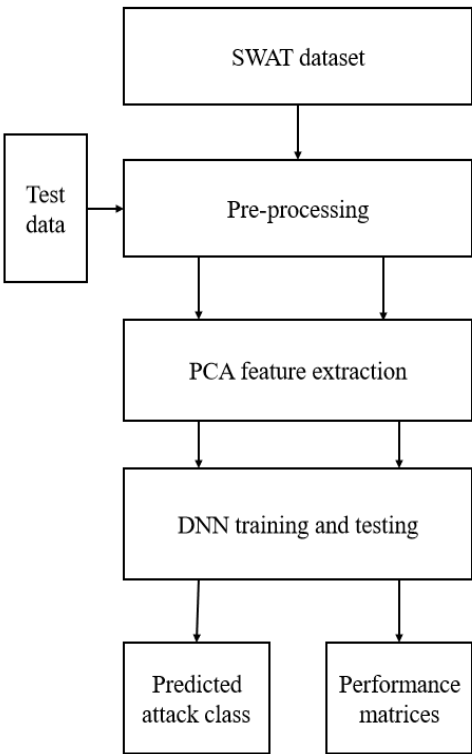 SWAT dataset
Test
data
Pre-processing
PCA feature extraction
DNN training and testing
Predicted
attack class
Performance
matrices